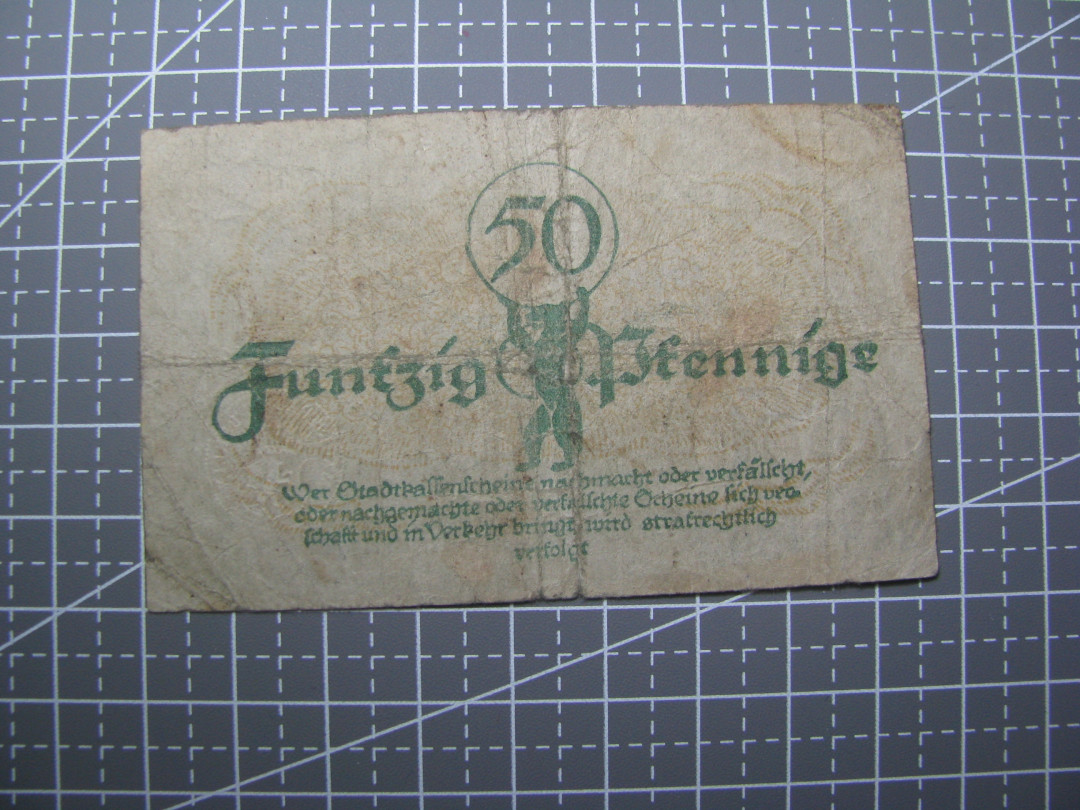 50
Funfzig Pfennige
Wer Stadtkassenscheine nachmacht oder verfälscht,
oder nachgemachte oder verfälschte Scheine sich ver-
schafft und in Verkehr bringt, wird strafrechtlich
verfolgt